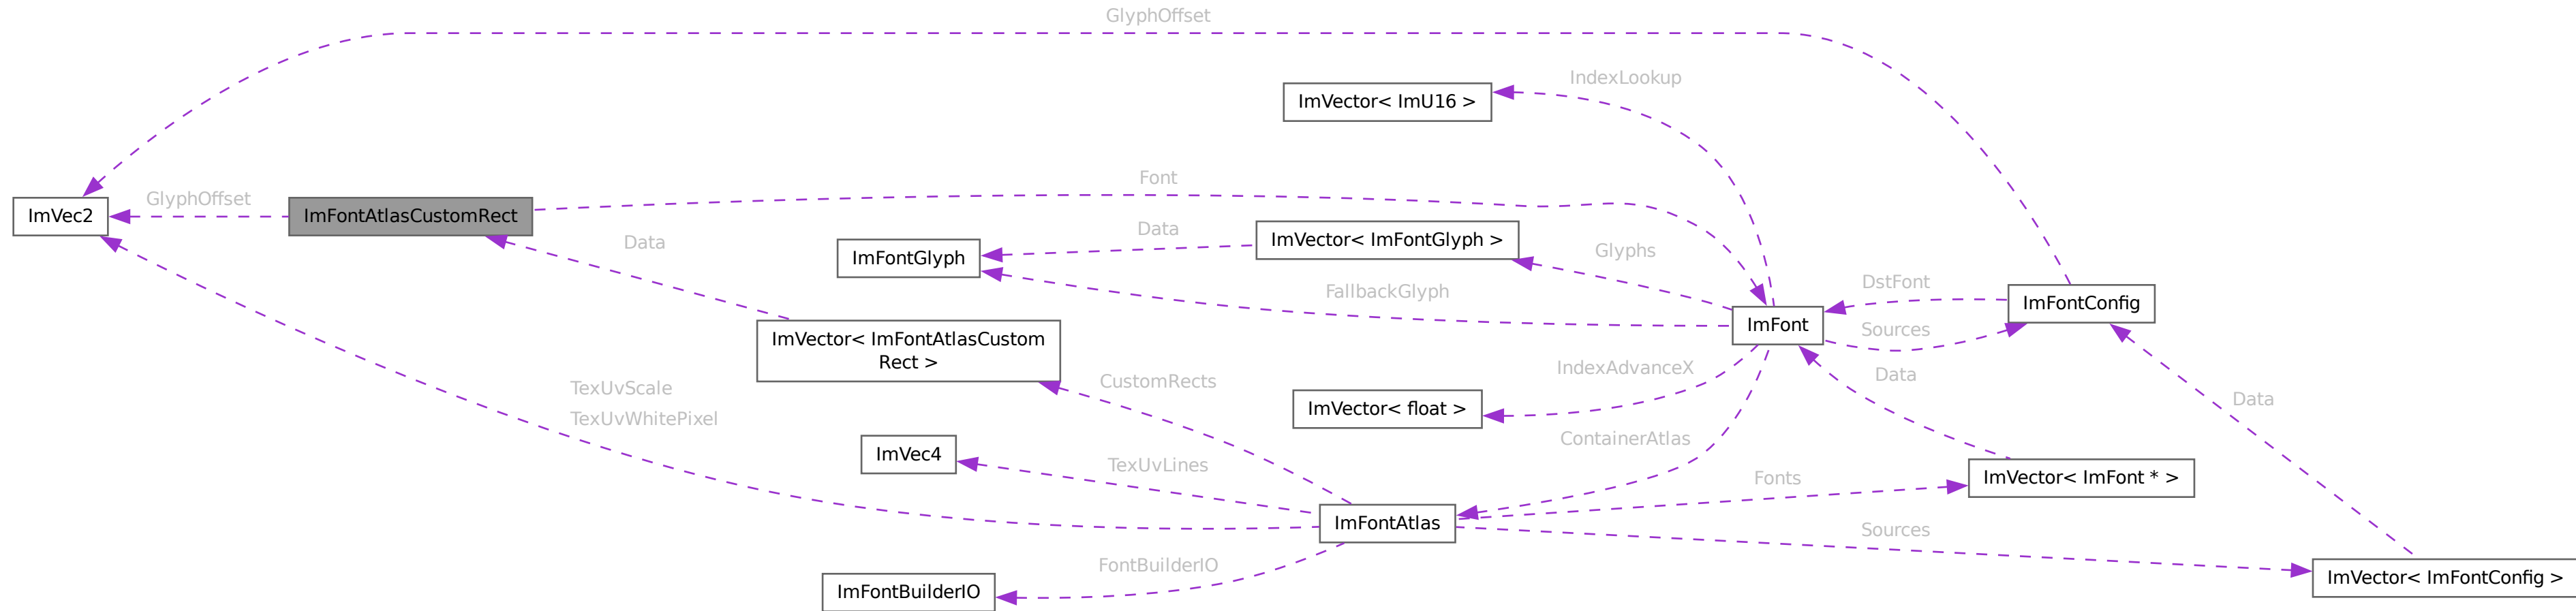 GlyphOffset
IndexLookup
ImVector< ImU16 >
Font
GlyphOffset
ImVec2
ImFontAtlasCustomRect
Data
Data
ImVector< ImFontGlyph >
Glyphs
ImFontGlyph
FallbackGlyph
DstFont
ImFontConfig
ImFont
Sources
ImVector< ImFontAtlasCustom
Rect >
IndexAdvanceX
Data
CustomRects
TexUvScale
TexUvWhitePixel
ImVector< float >
Data
ContainerAtlas
ImVec4
TexUvLines
Fonts
ImVector< ImFont * >
ImFontAtlas
Sources
FontBuilderIO
ImFontBuilderIO
ImVector< ImFontConfig >